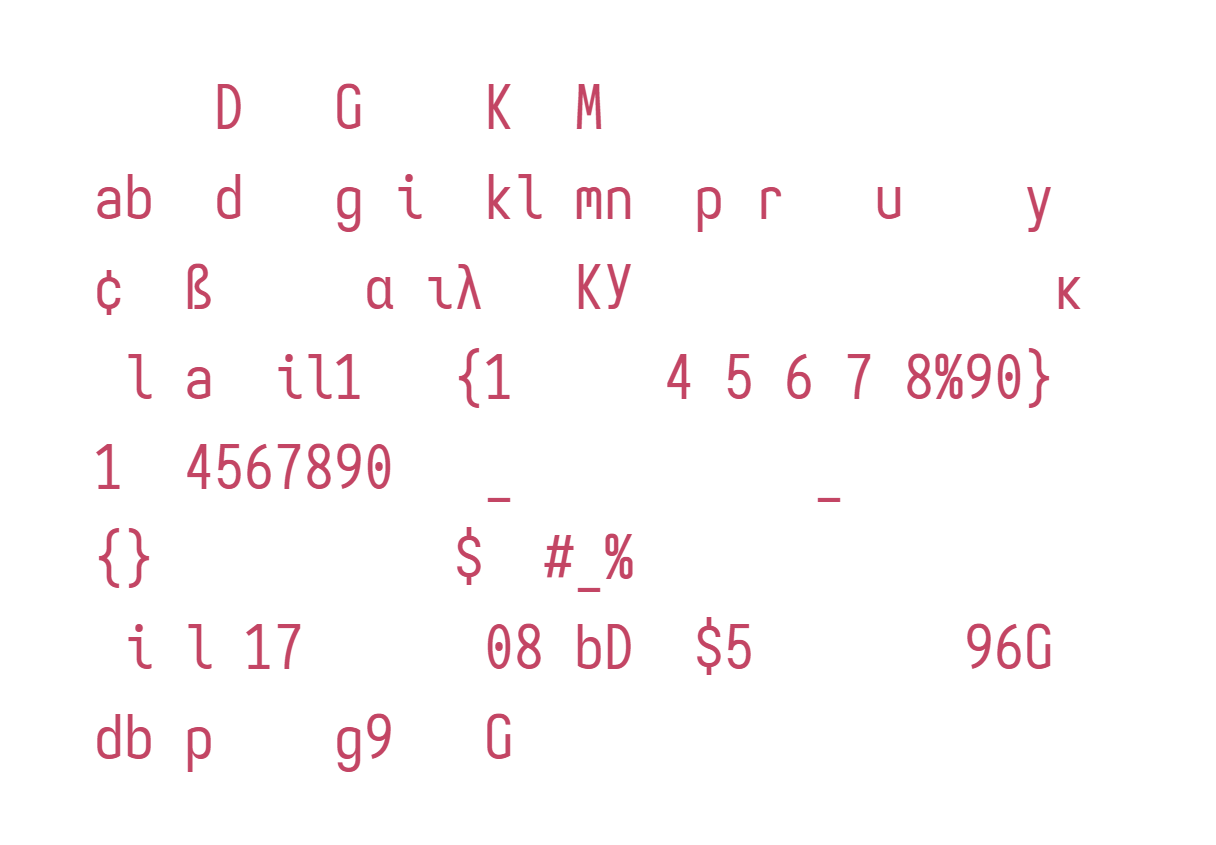 D   G    K  M
ab  d   g i  kl mn  p r   u    y
¢  ß     α ιλ   КУ              к
l a  il1   {1     4 5 6 7 8%90}
1  4567890   _          _
{}          $  #_%
i l 17      08 bD  $5       96G
db p    g9   G